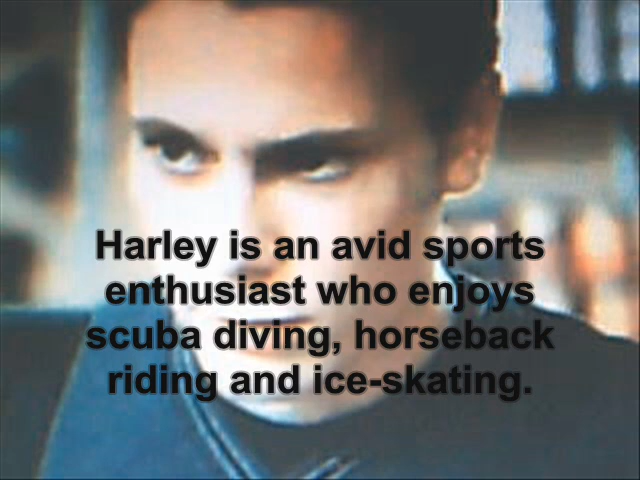 Harley is an avid sports
enthusiast who enjoys
scuba diving, horseback
riding and ice-skating.